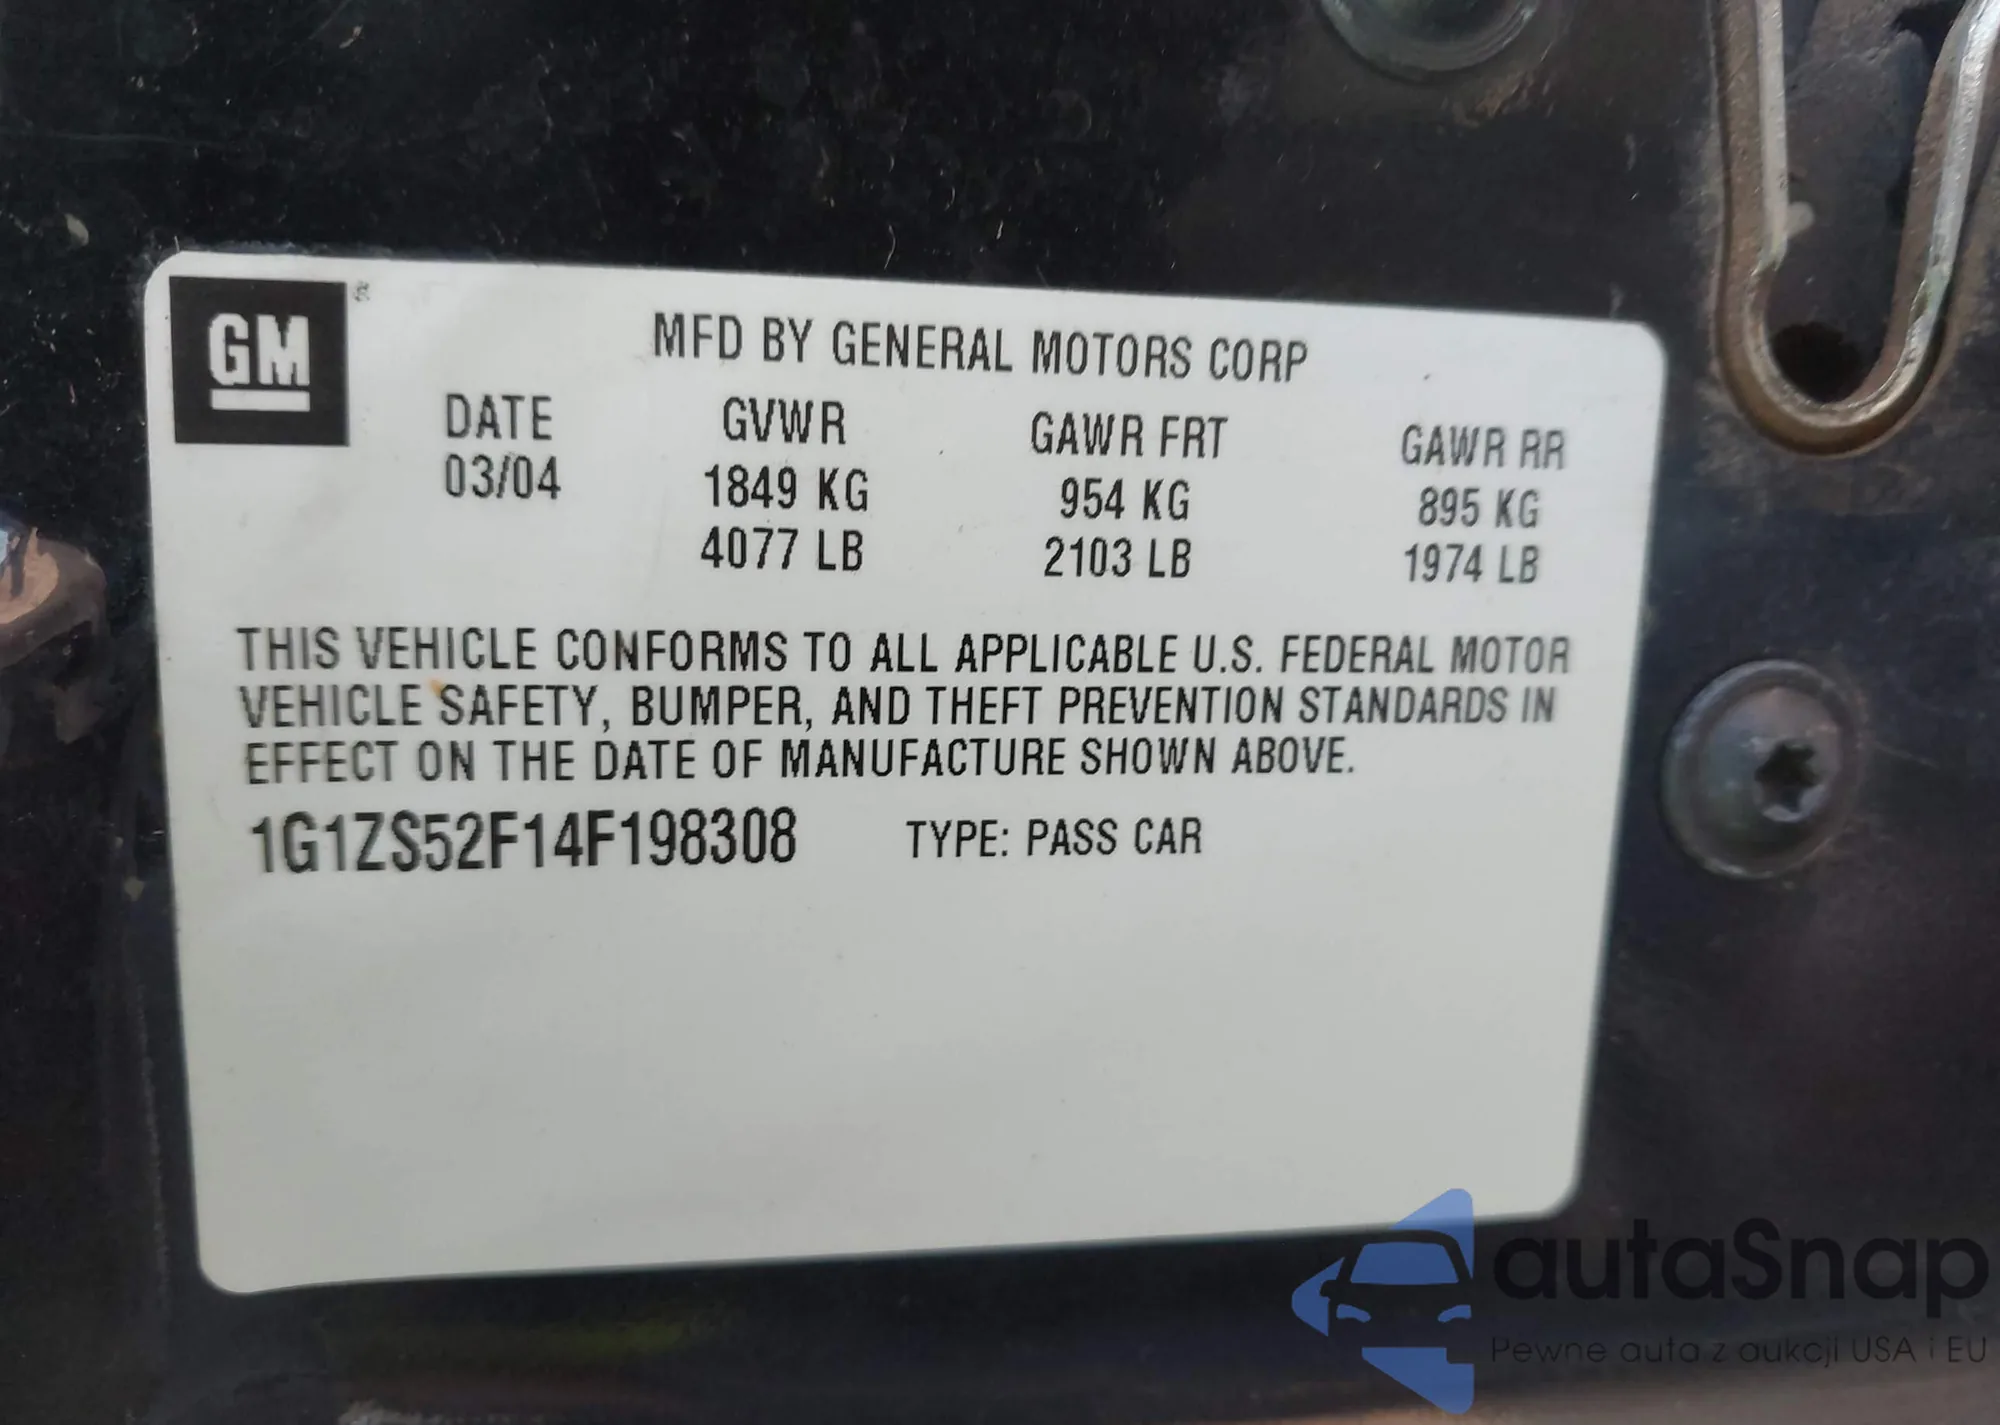 GM®
MFD BY GENERAL MOTORS CORP
DATE GVWR GAWR FRT GAWR RR
03/04 1849 KG 954 KG 895 KG
4077 LB 2103 LB 1974 LB
THIS VEHICLE CONFORMS TO ALL APPLICABLE U.S. FEDERAL MOTOR
VEHICLE SAFETY, BUMPER, AND THEFT PREVENTION STANDARDS IN
EFFECT ON THE DATE OF MANUFACTURE SHOWN ABOVE.
1G1ZS52F14F198308 TYPE: PASS CAR
autaSnap
Pewne auta z aukcji USA i EU